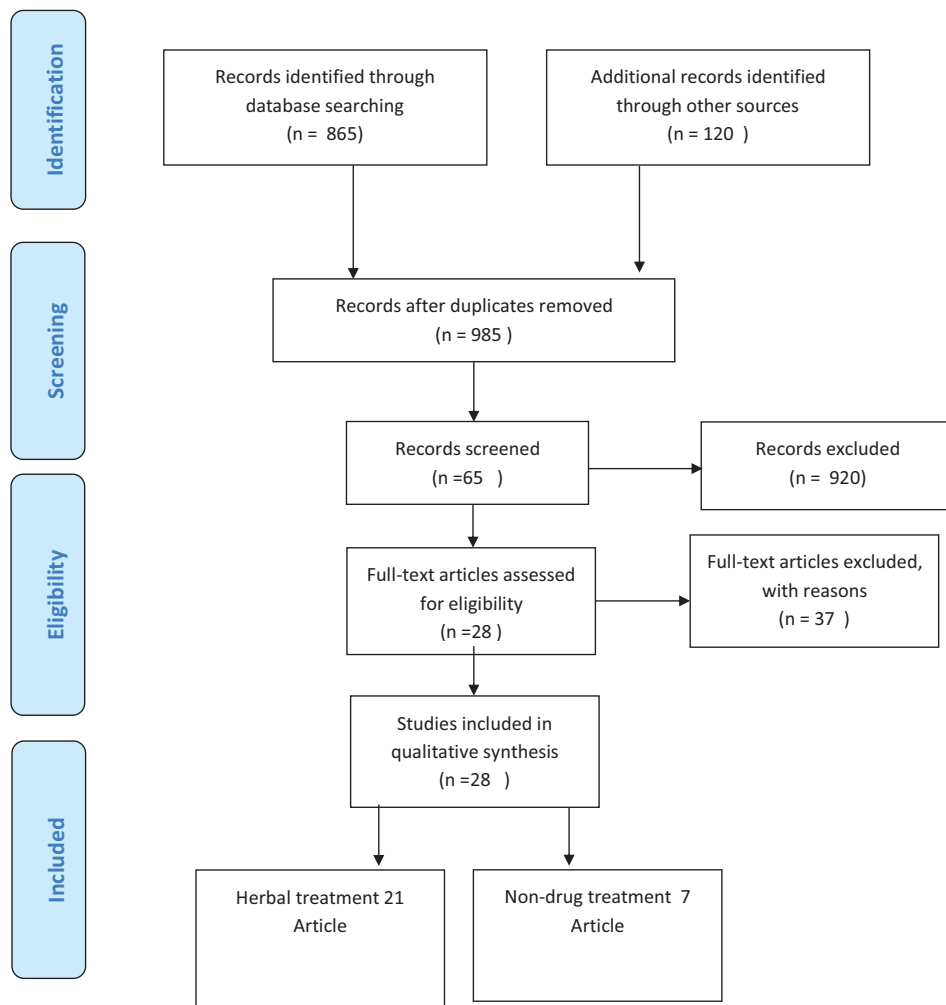 Identification
Records identified through
database searching
(n = 865)
Additional records identified
through other sources
(n = 120 )
Screening
Records after duplicates removed
(n = 985 )
Records screened
(n =65 )
Records excluded
(n = 920)
Eligibility
Full-text articles assessed
for eligibility
(n =28 )
Full-text articles excluded,
with reasons
(n = 37 )
Studies included in
qualitative synthesis
(n =28 )
Included
Herbal treatment 21
Article
Non-drug treatment 7
Article